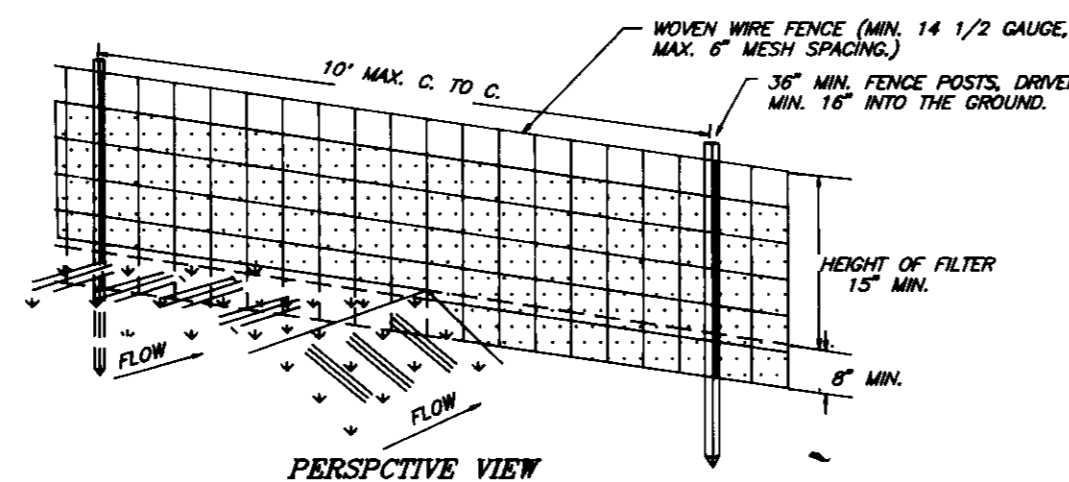 WOVEN WIRE FENCE (MIN. 14 1/2 GAUGE,
MAX. 6" MESH SPACING.)
10' MAX. C. TO C.
36" MIN. FENCE POSTS, DRIVE
MIN. 16" INTO THE GROUND.
HEIGHT OF FILTER
15" MIN.
8" MIN.
FLOW
FLOW
PERSPCTIVE VIEW